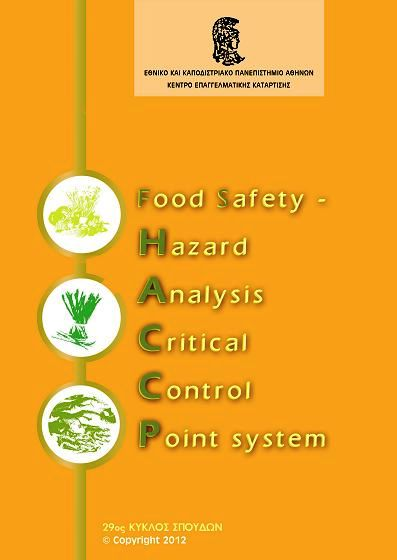 ΕΘΝΙΚΟ ΚΑΙ ΚΑΠΟΔΙΣΤΡΙΑΚΟ ΠΑΝΕΠΙΣΤΗΜΙΟ ΑΘΗΝΩΝ
ΚΕΝΤΡΟ ΕΠΑΓΓΕΛΜΑΤΙΚΗΣ ΚΑΤΑΡΤΙΣΗΣ
Food Safety -
Hazard
Analysis
Critical
Control
Point system
29ος ΚΥΚΛΟΣ ΣΠΟΥΔΩΝ
© Copyright 2012